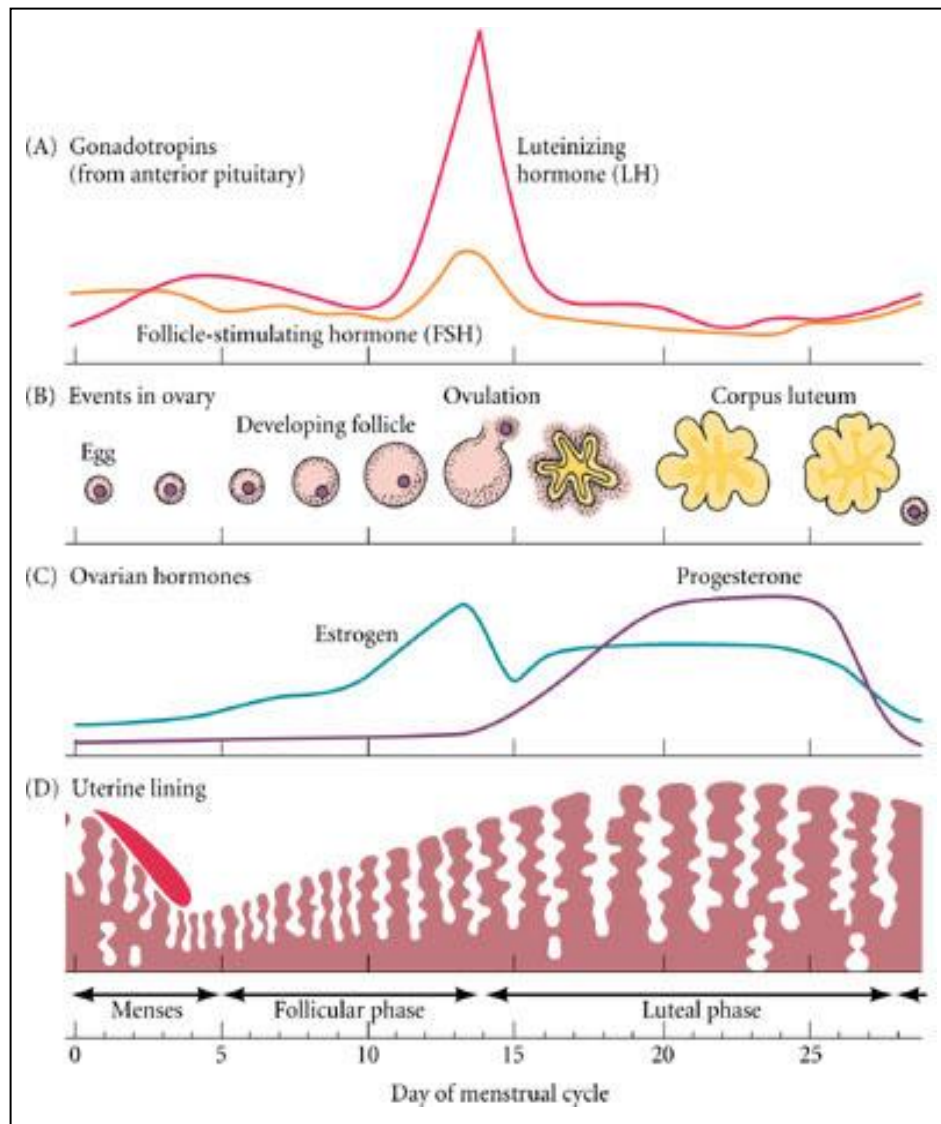 (A) Gonadotropins
(from anterior pituitary)
Luteinizing
hormone (LH)
Follicle-stimulating hormone (FSH)
(B) Events in ovary
Ovulation
Corpus luteum
Developing follicle
Egg
(C) Ovarian hormones
Progesterone
Estrogen
(D) Uterine lining
Menses
Follicular phase
Luteal phase
0 5 10 15 20 25
Day of menstrual cycle